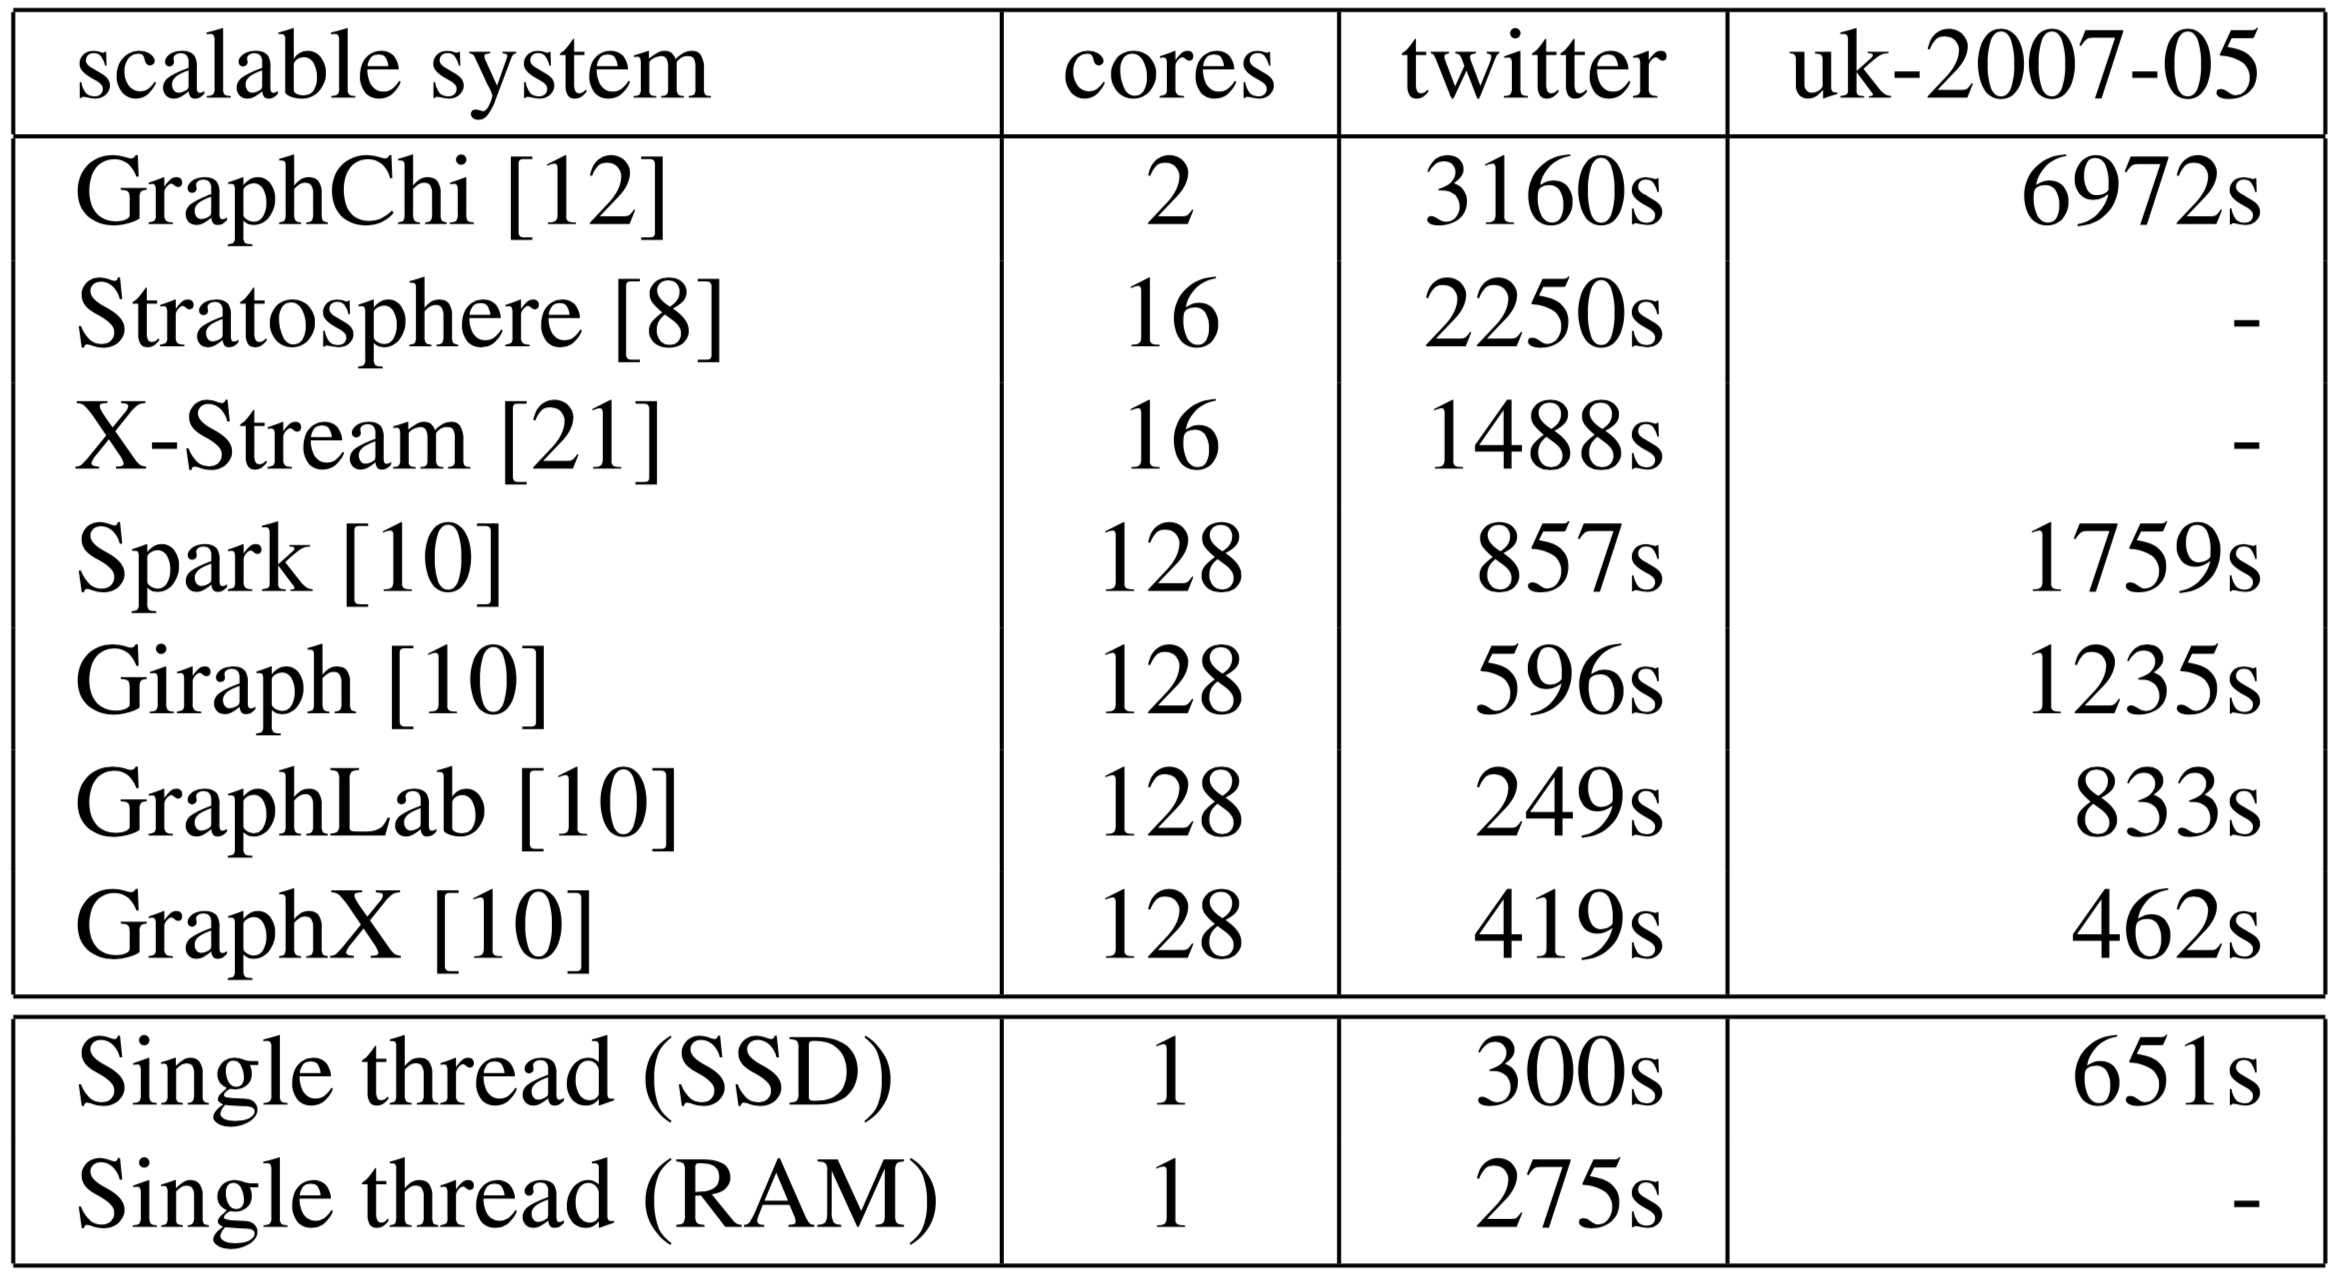 scalable system cores twitter uk-2007-05
GraphChi [12] 2 3160s 6972s
Stratosphere [8] 16 2250s -
X-Stream [21] 16 1488s -
Spark [10] 128 857s 1759s
Giraph [10] 128 596s 1235s
GraphLab [10] 128 249s 833s
GraphX [10] 128 419s 462s
Single thread (SSD) 1 300s 651s
Single thread (RAM) 1 275s -